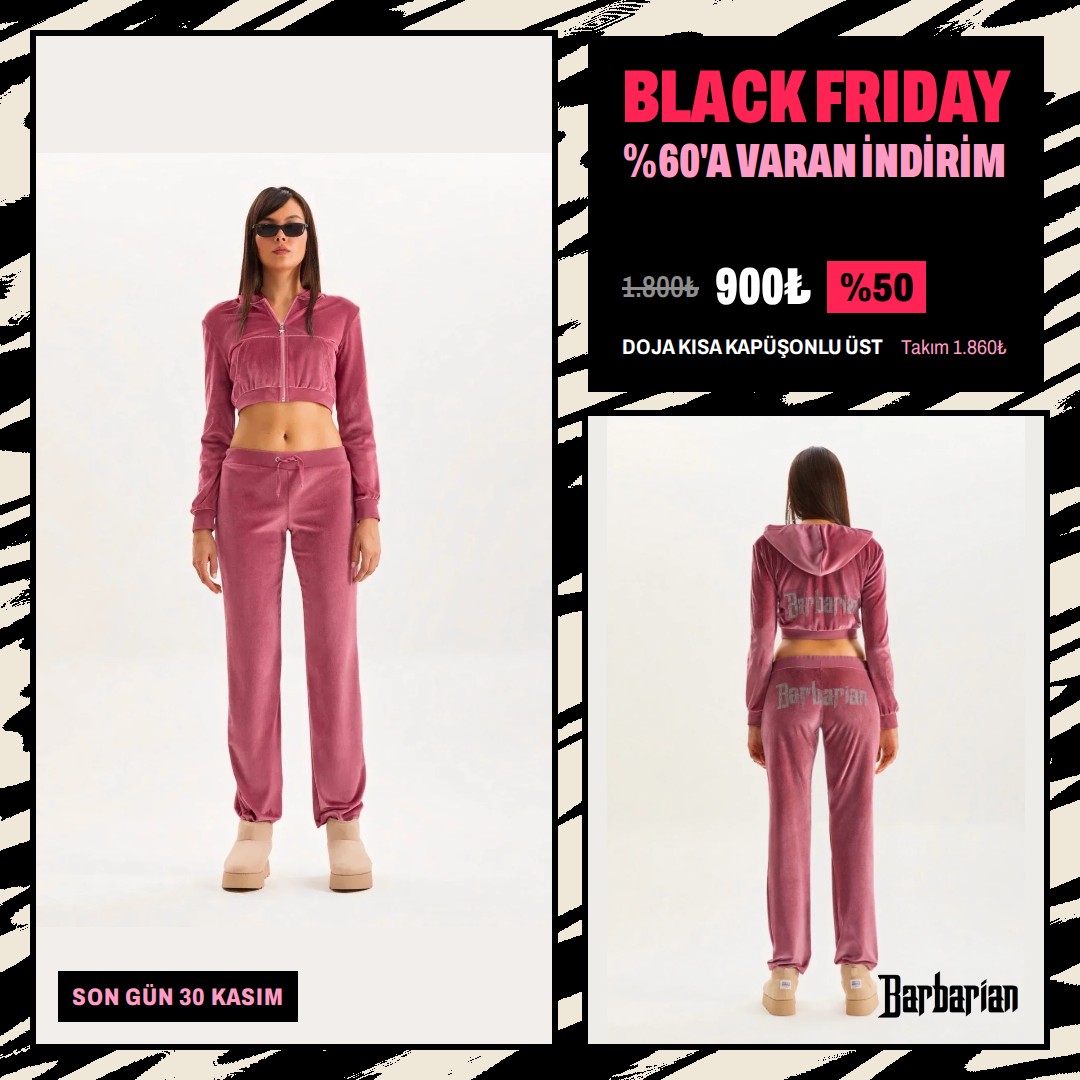 BLACK FRIDAY
%60'A VARAN İNDİRİM
1.800₺ 900₺ %50
DOJA KISA KAPÜŞONLU ÜST Takım 1.860₺
Barbarian
Barbarian
SON GÜN 30 KASIM
Barbarian